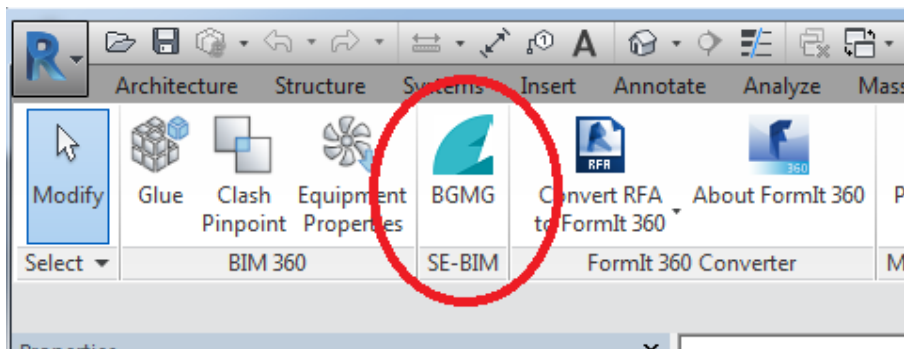 Architecture Structure Systems Insert Annotate Analyze Mass
Modify Glue Clash Pinpoint Equipment Properties BGMG Convert RFA to FormIt 360 About FormIt 360 P
RFA
360
Select BIM 360 SE-BIM FormIt 360 Converter M
Properties